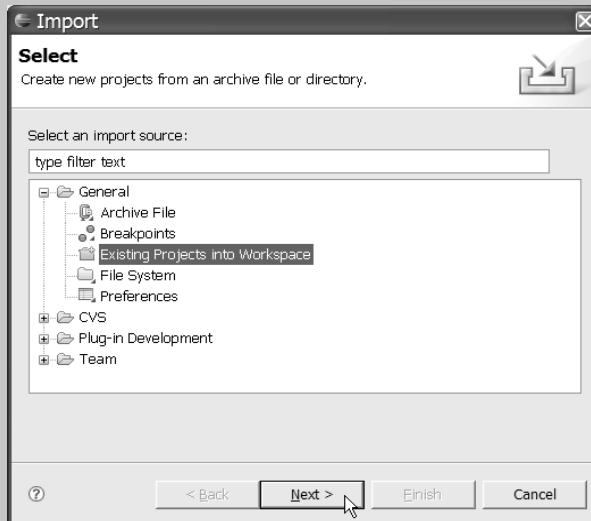 Import
Select
Create new projects from an archive file or directory.
Select an import source:
type filter text
General
Archive File
Breakpoints
Existing Projects into Workspace
File System
Preferences
CVS
Plug-in Development
Team
< Back Next > Finish Cancel